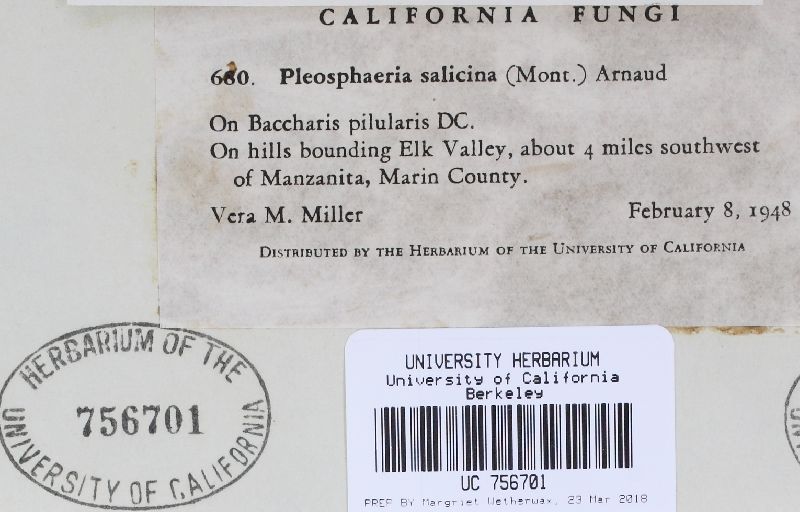 CALIFORNIA FUNGI
680. Pleosphaeria salicina (Mont.) Arnaud
On Baccharis pilularis DC.
On hills bounding Elk Valley, about 4 miles southwest
of Manzanita, Marin County.
Vera M. Miller February 8, 1948
DISTRIBUTED BY THE HERBARIUM OF THE UNIVERSITY OF CALIFORNIA
HERBARIUM OF THE
756701
UNIVERSITY OF CALIFORNIA
UNIVERSITY HERBARIUM
University of California
Berkeley
UC 756701
PREP BY Margriet Wetherwax, 23 Mar 2018